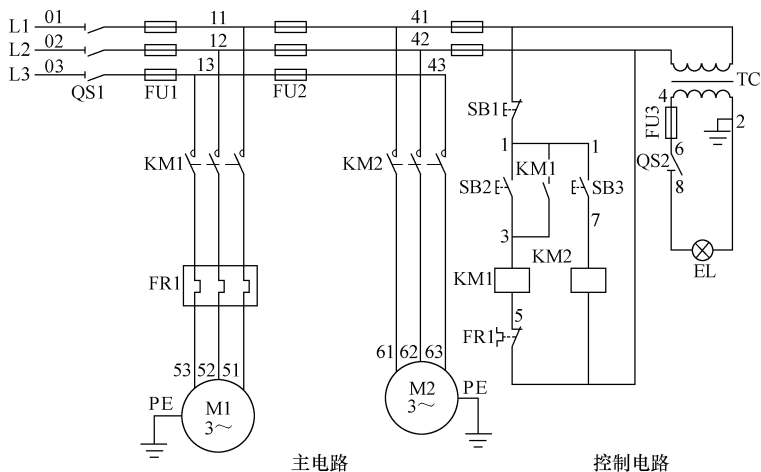 L1 01 11 41
L2 02 12 42
L3 03 13 43
QS1 FU1 FU2
TC
4 2
FU3
SB1
6
1 1
QS2
KM1 KM2 KM1
8
SB2 SB3
7
3
KM2
EL
FR1 KM1
5
FR1
61 62 63
53 52 51
PE M1 3～
M2 3～ PE
主电路 控制电路